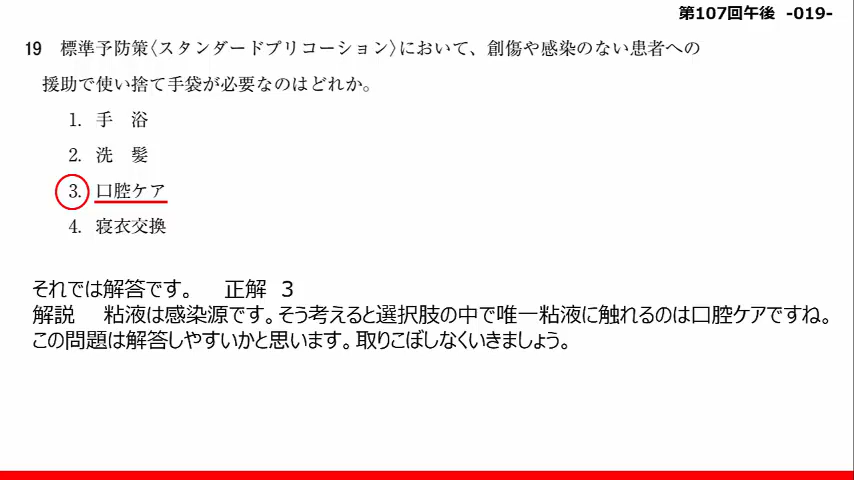 第107回午後 -019-
19 標準予防策〈スタンダードプリコーション〉において、創傷や感染のない患者への
援助で使い捨て手袋が必要なのはどれか。
1. 手 浴
2. 洗 髪
3. 口腔ケア
4. 寝衣交換
それでは解答です。 正解 3
解説 粘液は感染源です。そう考えると選択肢の中で唯一粘液に触れるのは口腔ケアですね。
この問題は解答しやすいかと思います。取りこぼしなくいきましょう。